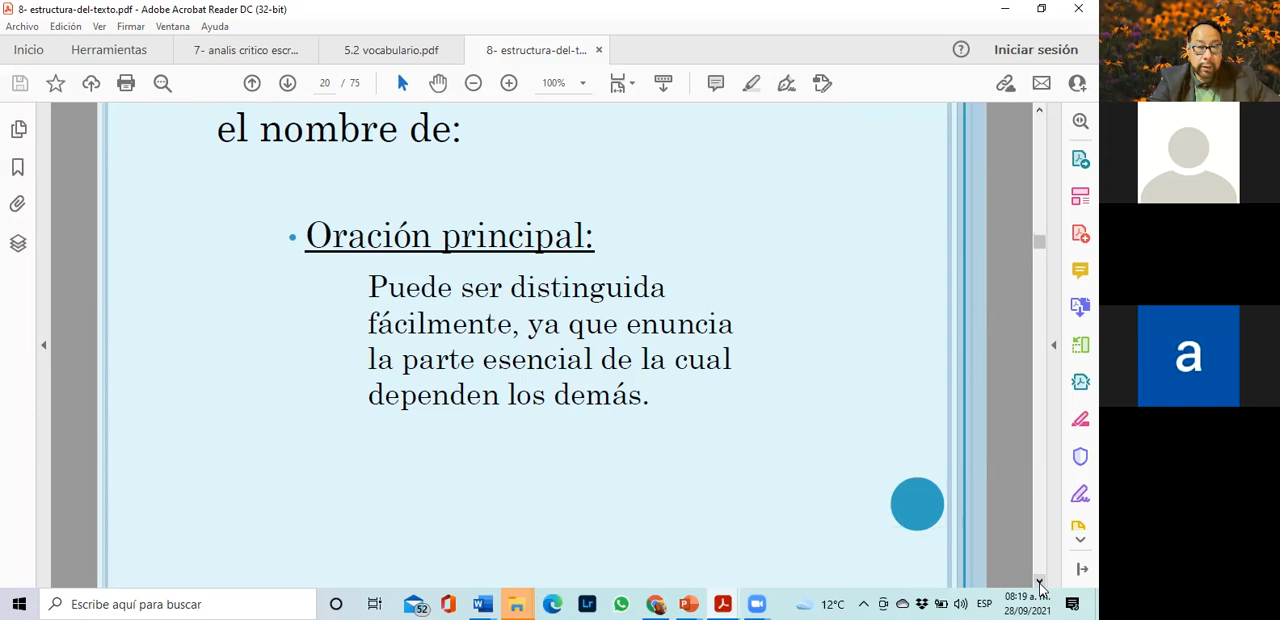 8- estructura-del-texto.pdf - Adobe Acrobat Reader DC (32-bit)
Archivo Edición Ver Firmar Ventana Ayuda
Inicio Herramientas 7- analis critico escr... 5.2 vocabulario.pdf 8- estructura-del-t... × Iniciar sesión
20 / 75 100%
el nombre de:
• Oración principal:
Puede ser distinguida
fácilmente, ya que enuncia
la parte esencial de la cual
dependen los demás.
a
Escribe aquí para buscar
52
12°C
ESP
08:19 a. m.
28/09/2021